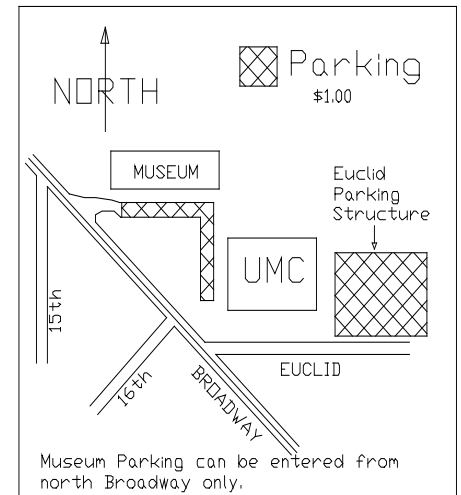 NORTH
Parking
$1.00
MUSEUM
Euclid
Parking
Structure
UMC
15th
16th
BROADWAY
EUCLID
Museum Parking can be entered from
north Broadway only.